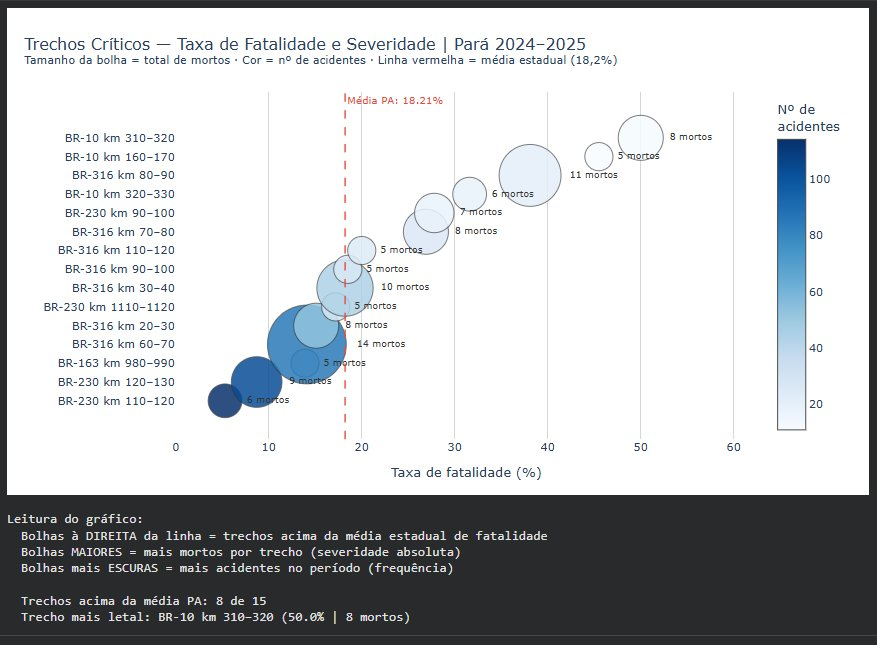 Trechos Críticos — Taxa de Fatalidade e Severidade | Pará 2024–2025
Tamanho da bolha = total de mortos · Cor = nº de acidentes · Linha vermelha = média estadual (18,2%)
Média PA: 18.21%
Nº de
acidentes
BR-10 km 310–320
8 mortos
BR-10 km 160–170
5 mortos
BR-316 km 80–90
11 mortos
BR-10 km 320–330
6 mortos
BR-230 km 90–100
7 mortos
BR-316 km 70–80
8 mortos
BR-316 km 110–120
5 mortos
BR-316 km 90–100
5 mortos
BR-316 km 30–40
10 mortos
BR-230 km 1110–1120
5 mortos
BR-316 km 20–30
8 mortos
BR-316 km 60–70
14 mortos
BR-163 km 980–990
5 mortos
BR-230 km 120–130
9 mortos
BR-230 km 110–120
6 mortos
100
80
60
40
20
0 10 20 30 40 50 60
Taxa de fatalidade (%)
Leitura do gráfico:
Bolhas à DIREITA da linha = trechos acima da média estadual de fatalidade
Bolhas MAIORES = mais mortos por trecho (severidade absoluta)
Bolhas mais ESCURAS = mais acidentes no período (frequência)
Trechos acima da média PA: 8 de 15
Trecho mais letal: BR-10 km 310–320 (50.0% | 8 mortos)